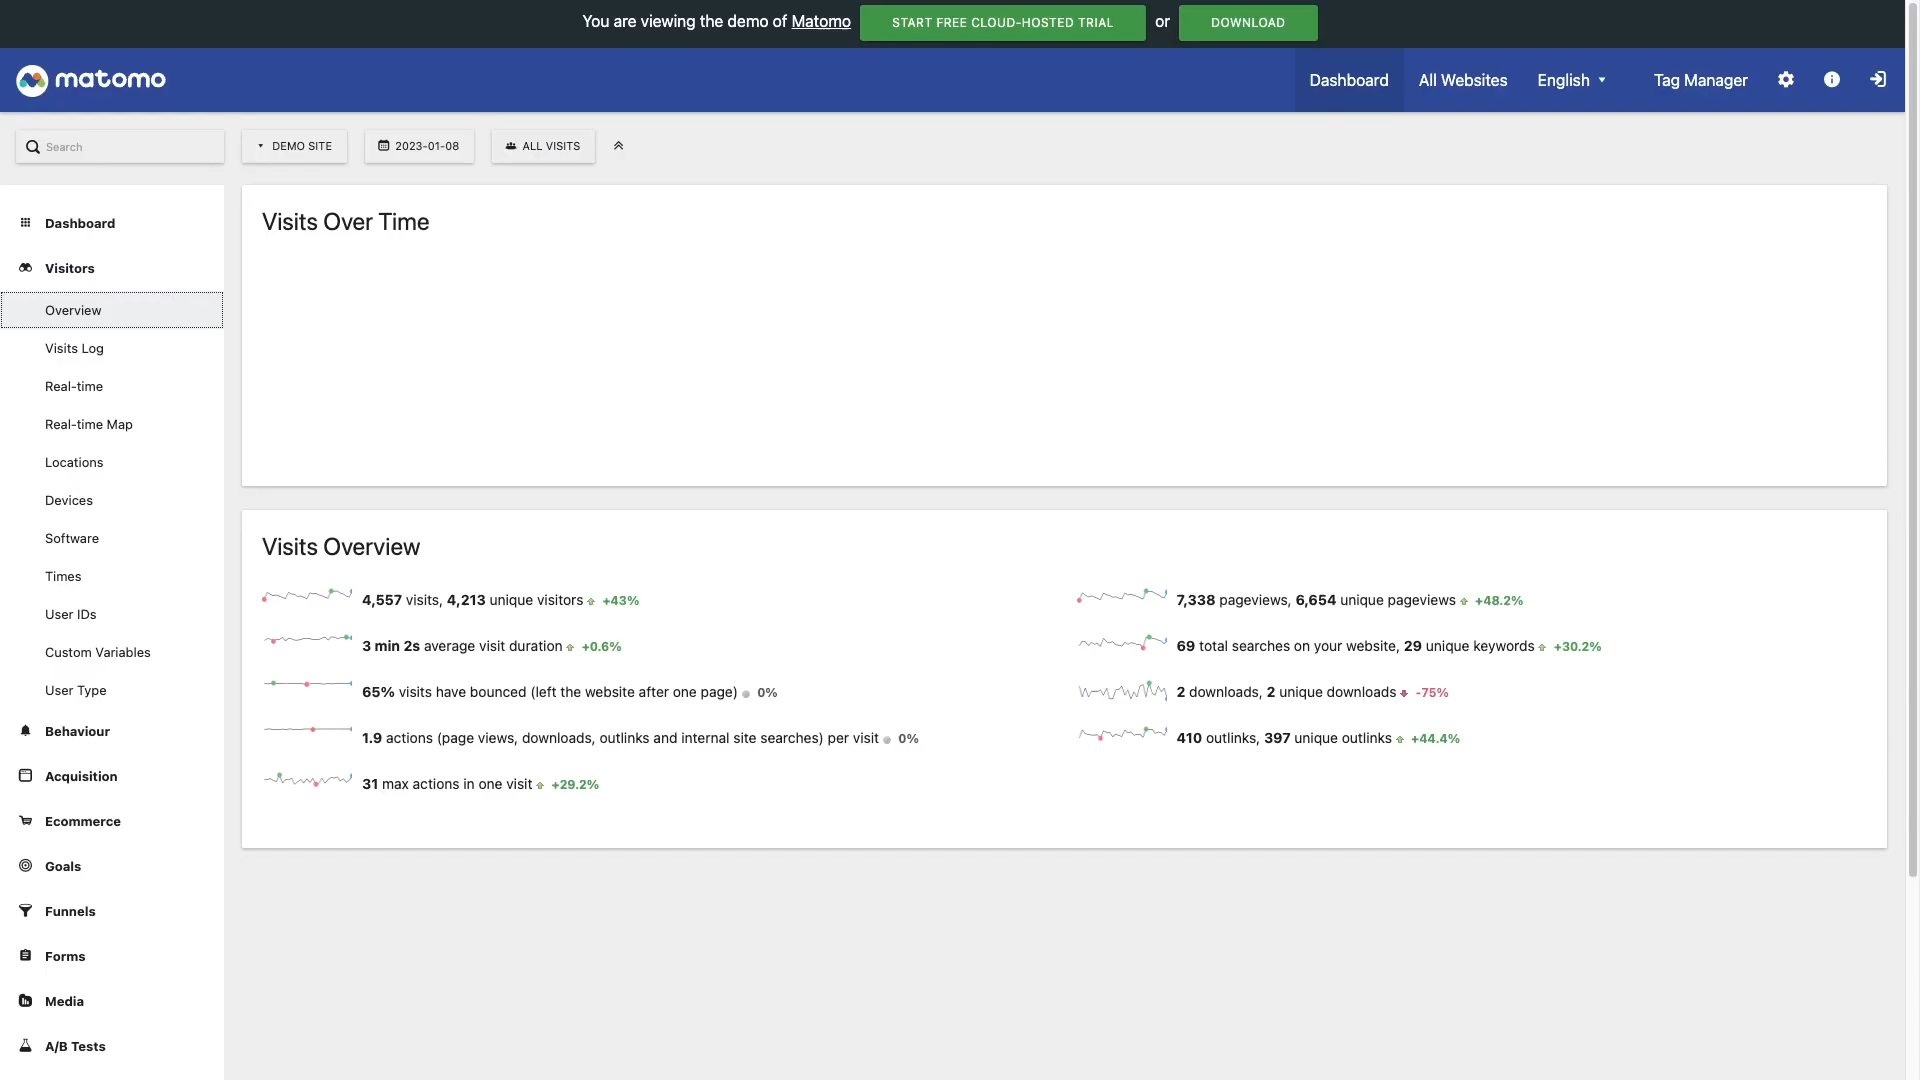 You are viewing the demo of Matomo START FREE CLOUD-HOSTED TRIAL or DOWNLOAD
matomo Dashboard All Websites English Tag Manager
Search DEMO SITE 2023-01-08 ALL VISITS
Dashboard
Visitors
Overview
Visits Log
Real-time
Real-time Map
Locations
Devices
Software
Times
User IDs
Custom Variables
User Type
Behaviour
Acquisition
Ecommerce
Goals
Funnels
Forms
Media
A/B Tests
Visits Over Time
Visits Overview
4,557 visits, 4,213 unique visitors +43%
3 min 2s average visit duration +0.6%
65% visits have bounced (left the website after one page) 0%
1.9 actions (page views, downloads, outlinks and internal site searches) per visit 0%
31 max actions in one visit +29.2%
7,338 pageviews, 6,654 unique pageviews +48.2%
69 total searches on your website, 29 unique keywords +30.2%
2 downloads, 2 unique downloads -75%
410 outlinks, 397 unique outlinks +44.4%